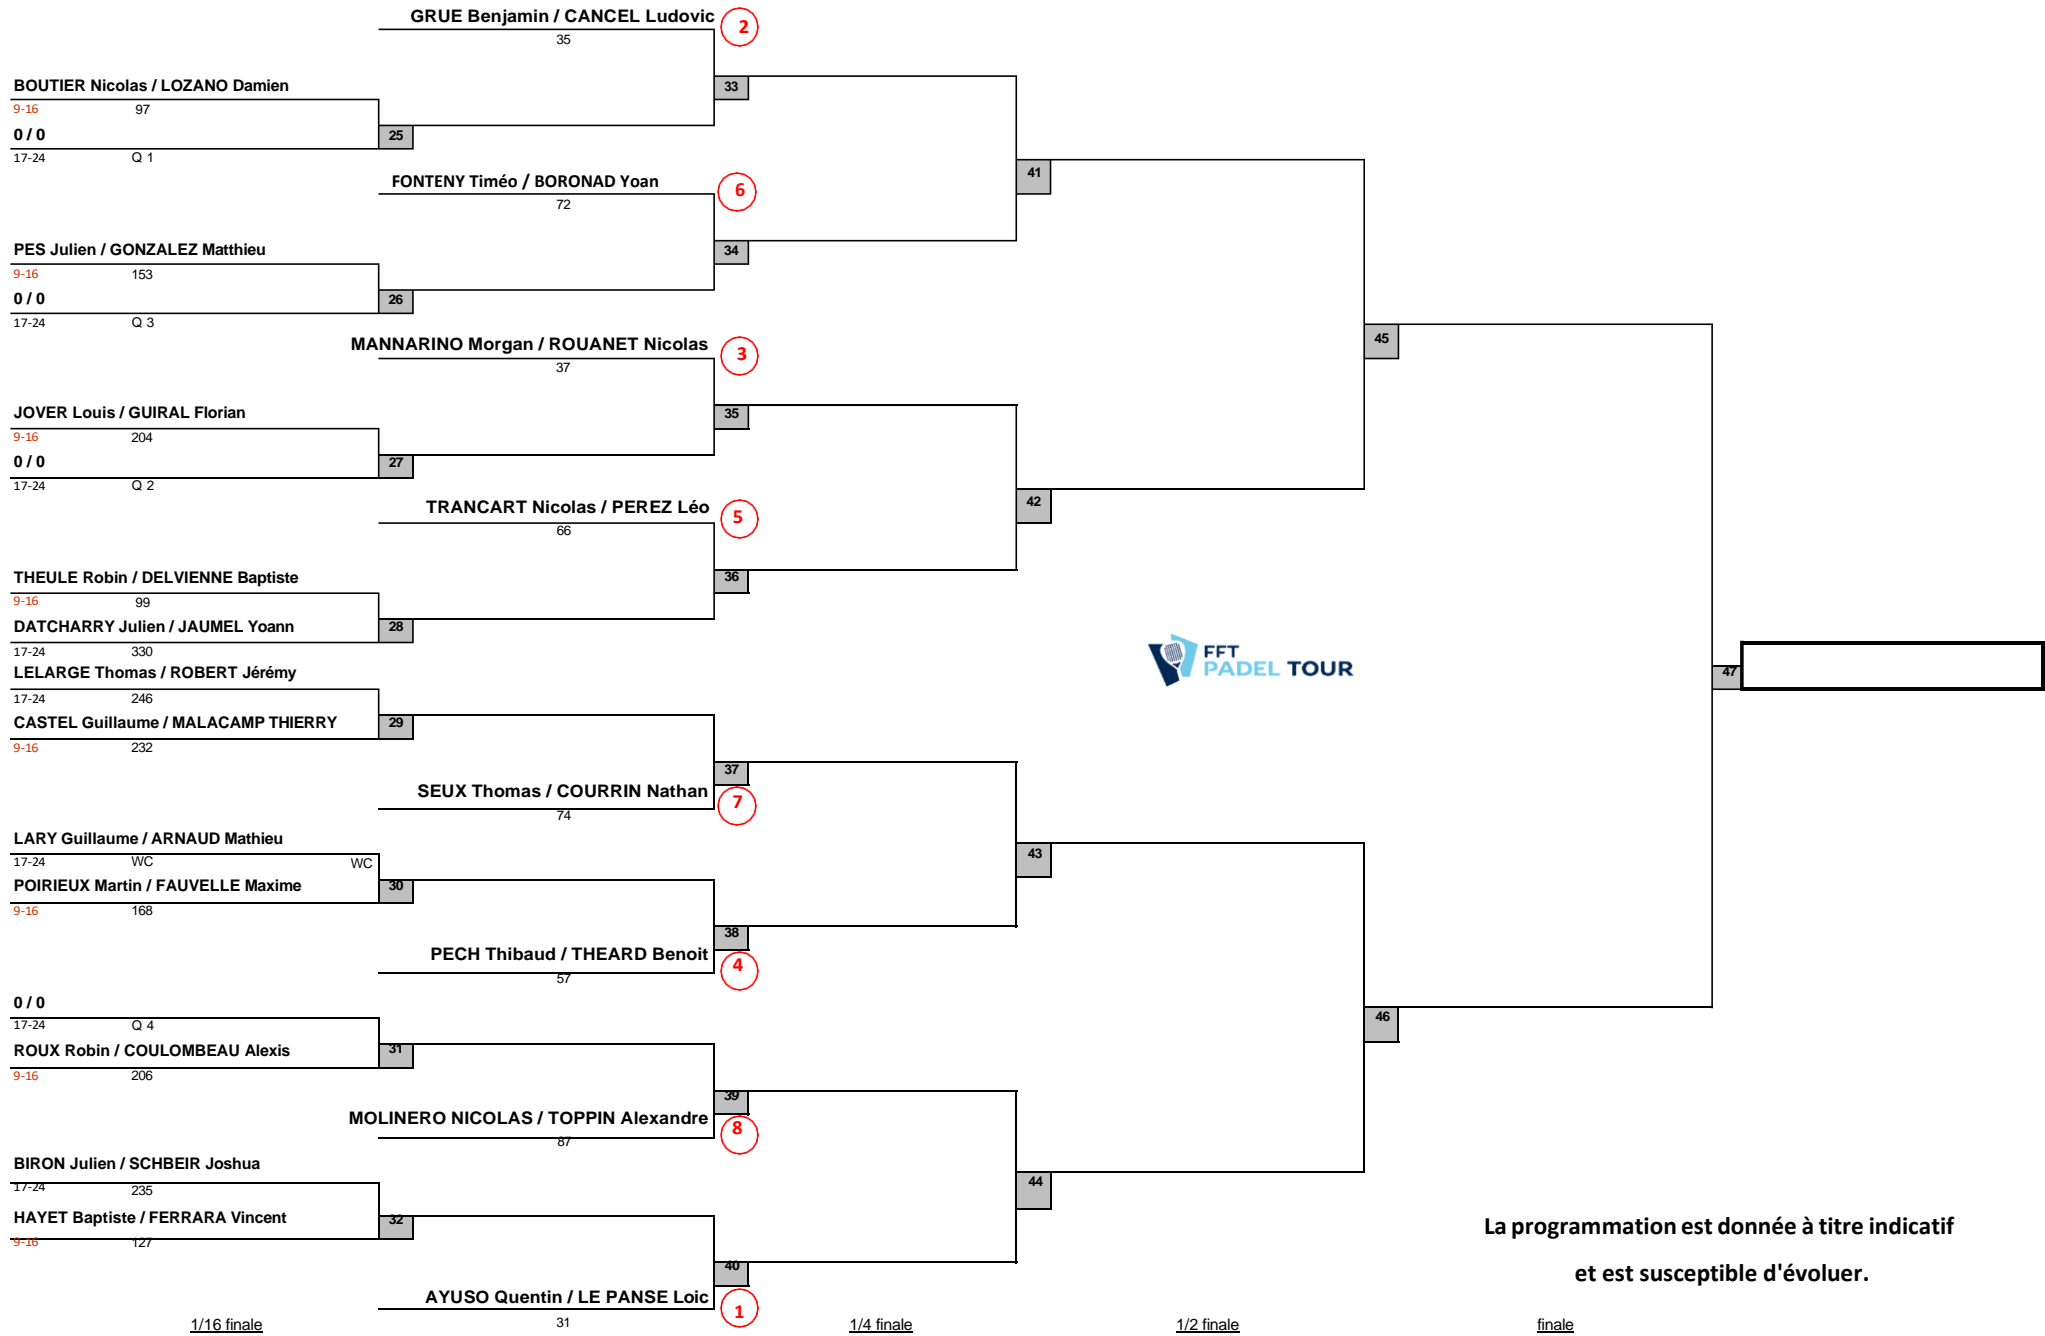 GRUE Benjamin / CANCEL Ludovic 2
35
BOUTIER Nicolas / LOZANO Damien
33
9-16 97
0 / 0
25
17-24 Q 1
FONTENY Timéo / BORONAD Yoan 6
41
72
PES Julien / GONZALEZ Matthieu
34
9-16 153
0 / 0
26
17-24 Q 3
MANNARINO Morgan / ROUANET Nicolas 3
45
37
JOVER Louis / GUIRAL Florian
35
9-16 204
0 / 0
27
17-24 Q 2
TRANCART Nicolas / PEREZ Léo 5
42
66
THEULE Robin / DELVIENNE Baptiste
36
9-16 99
DATCHARRY Julien / JAUMEL Yoann
28
17-24 330
FFT
PADEL TOUR
LELARGE Thomas / ROBERT Jérémy
47
17-24 246
CASTEL Guillaume / MALACAMP THIERRY
29
9-16 232
37
SEUX Thomas / COURRIN Nathan
7
74
LARY Guillaume / ARNAUD Mathieu
43
17-24 WC WC
POIRIEUX Martin / FAUVELLE Maxime
30
9-16 168
38
PECH Thibaud / THEARD Benoit
4
57
0 / 0
46
17-24 Q 4
ROUX Robin / COULOMBEAU Alexis
31
9-16 206
39
MOLINERO NICOLAS / TOPPIN Alexandre
8
87
BIRON Julien / SCHBEIR Joshua
44
17-24 235
HAYET Baptiste / FERRARA Vincent
32
9-16 127
La programmation est donnée à titre indicatif
et est susceptible d'évoluer.
40
AYUSO Quentin / LE PANSE Loic
1
31
1/16 finale 1/4 finale 1/2 finale finale